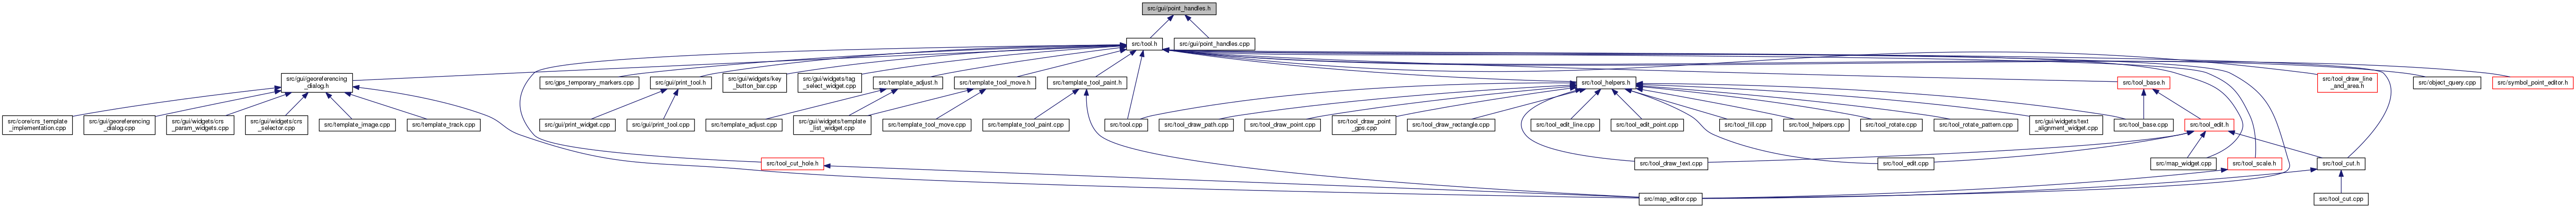 src/gui/point_handles.h
src/tool.h
src/gui/point_handles.cpp
src/gui/georeferencing
_dialog.h
src/gps_temporary_markers.cpp
src/gui/print_tool.h
src/gui/widgets/key
_button_bar.cpp
src/gui/widgets/tag
_select_widget.cpp
src/template_adjust.h
src/template_tool_move.h
src/template_tool_paint.h
src/tool_helpers.h
src/tool_base.h
src/tool_draw_line
_and_area.h
src/object_query.cpp
src/symbol_point_editor.h
src/core/crs_template
_implementation.cpp
src/gui/georeferencing
_dialog.cpp
src/gui/widgets/crs
_param_widgets.cpp
src/gui/widgets/crs
_selector.cpp
src/template_image.cpp
src/template_track.cpp
src/gui/print_widget.cpp
src/gui/print_tool.cpp
src/template_adjust.cpp
src/gui/widgets/template
_list_widget.cpp
src/template_tool_move.cpp
src/template_tool_paint.cpp
src/tool.cpp
src/tool_draw_path.cpp
src/tool_draw_point.cpp
src/tool_draw_point
_gps.cpp
src/tool_draw_rectangle.cpp
src/tool_edit_line.cpp
src/tool_edit_point.cpp
src/tool_fill.cpp
src/tool_helpers.cpp
src/tool_rotate.cpp
src/tool_rotate_pattern.cpp
src/gui/widgets/text
_alignment_widget.cpp
src/tool_base.cpp
src/tool_edit.h
src/tool_cut_hole.h
src/tool_draw_text.cpp
src/tool_edit.cpp
src/map_widget.cpp
src/tool_scale.h
src/tool_cut.h
src/map_editor.cpp
src/tool_cut.cpp